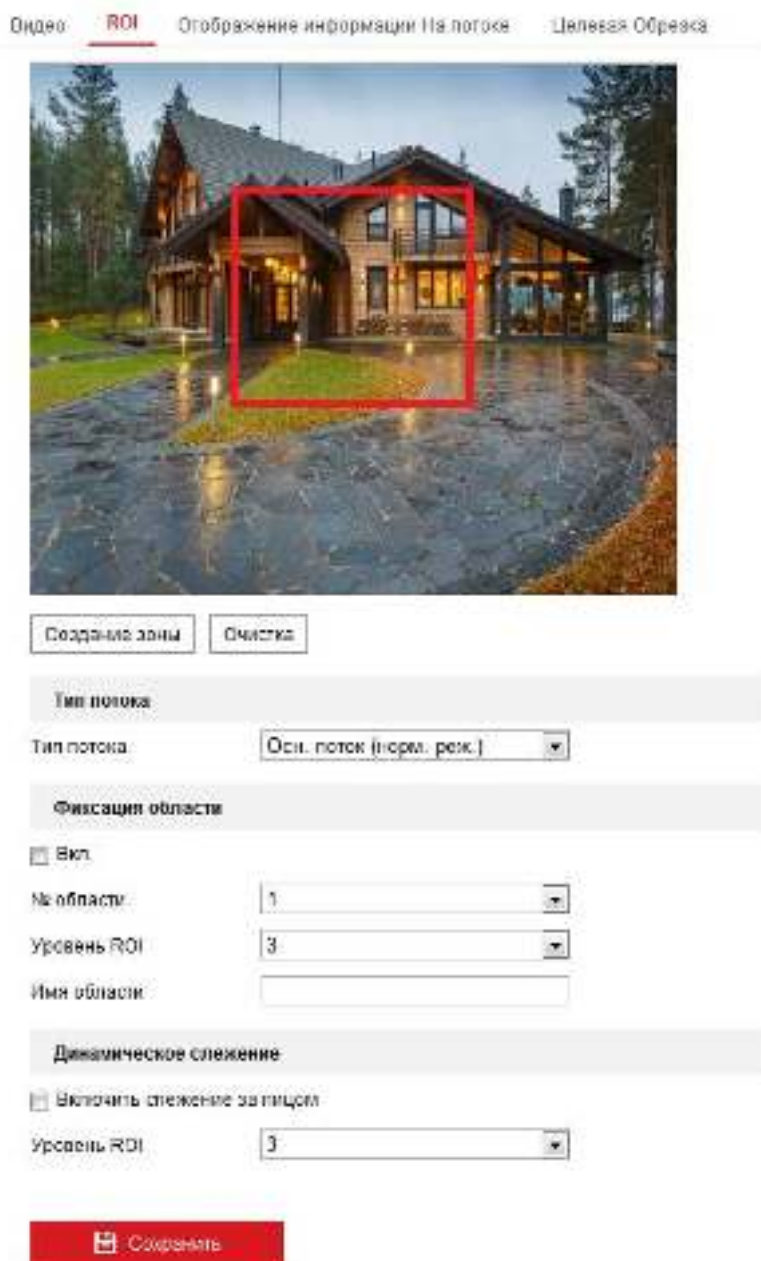 Видео ROI Отображение информации На потоке Целевая Обрезка
Создание зоны Очистка
Тип потока
Тип потока Осн. поток (норм. реж.)
Фиксация области
Вкл.
№ области. 1
Уровень ROI 3
Имя области
Динамическое слежение
Включить слежение за лицом
Уровень ROI 3
Сохранить